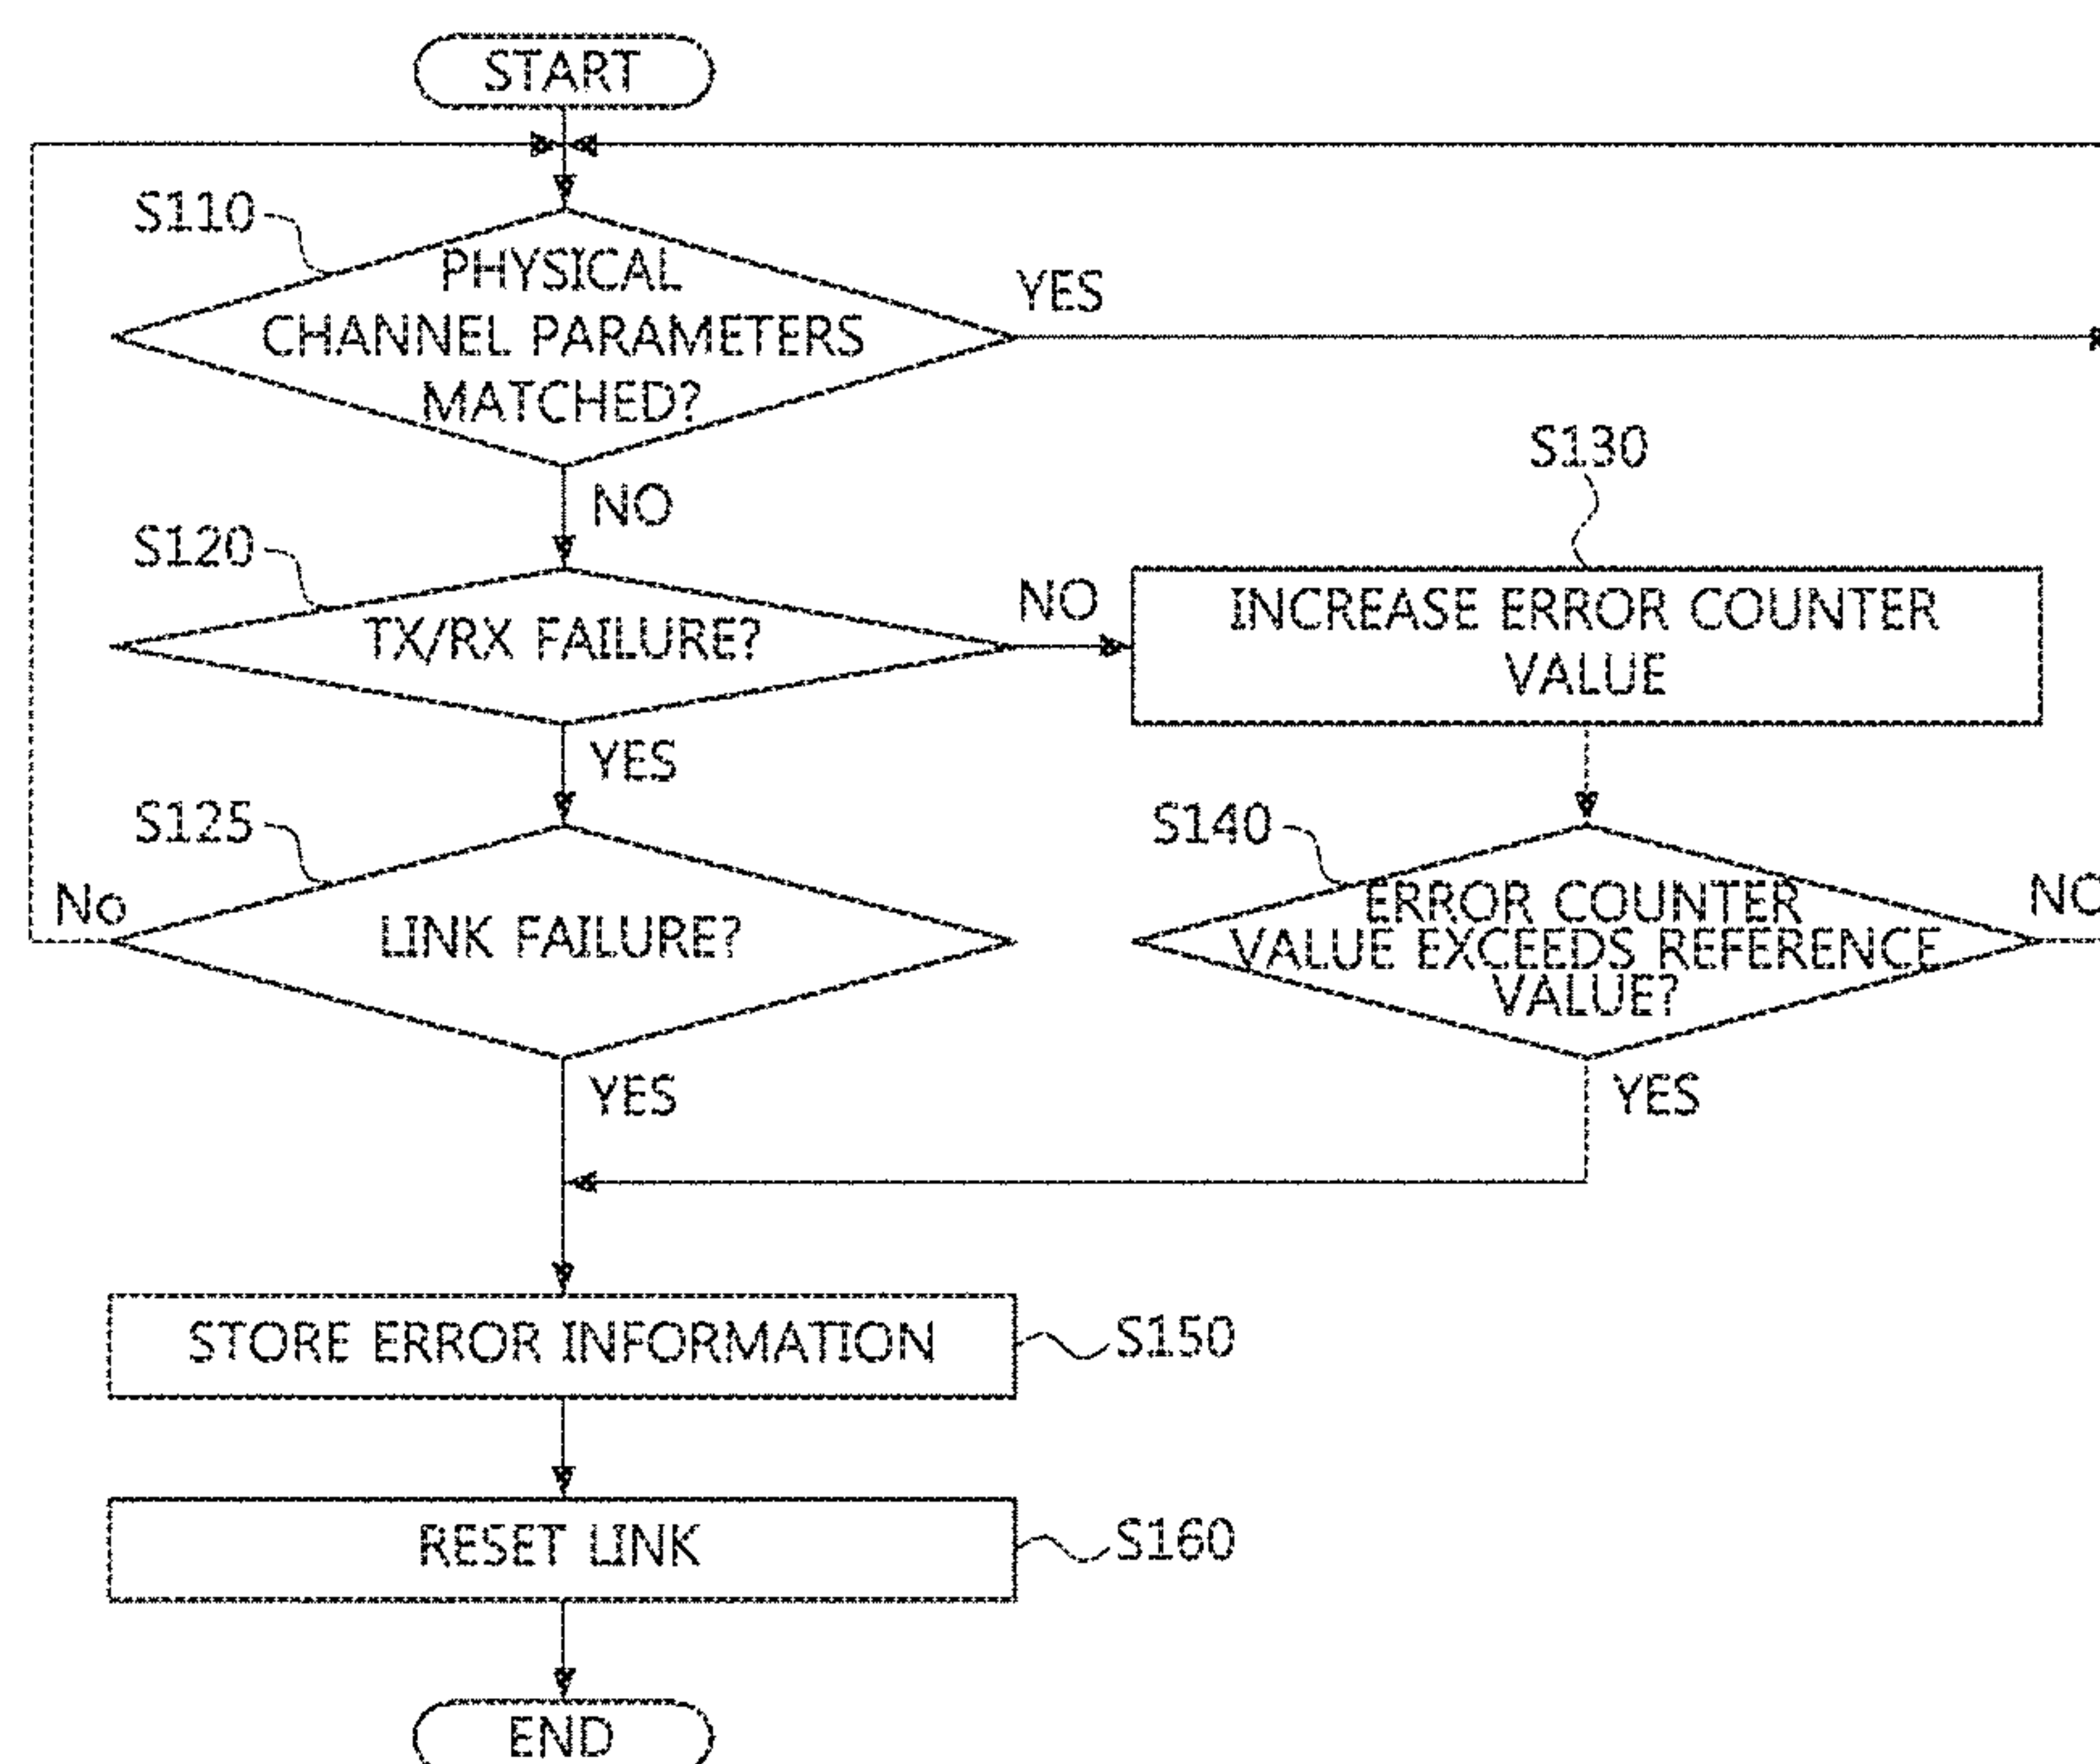 START
S110
PHYSICAL
CHANNEL PARAMETERS
MATCHED?
YES
NO
S120
TX/RX FAILURE?
NO
S130
INCREASE ERROR COUNTER
VALUE
YES
S125
LINK FAILURE?
No
S140
ERROR COUNTER
VALUE EXCEEDS REFERENCE
VALUE?
NO
YES
YES
STORE ERROR INFORMATION
S150
RESET LINK
S160
END